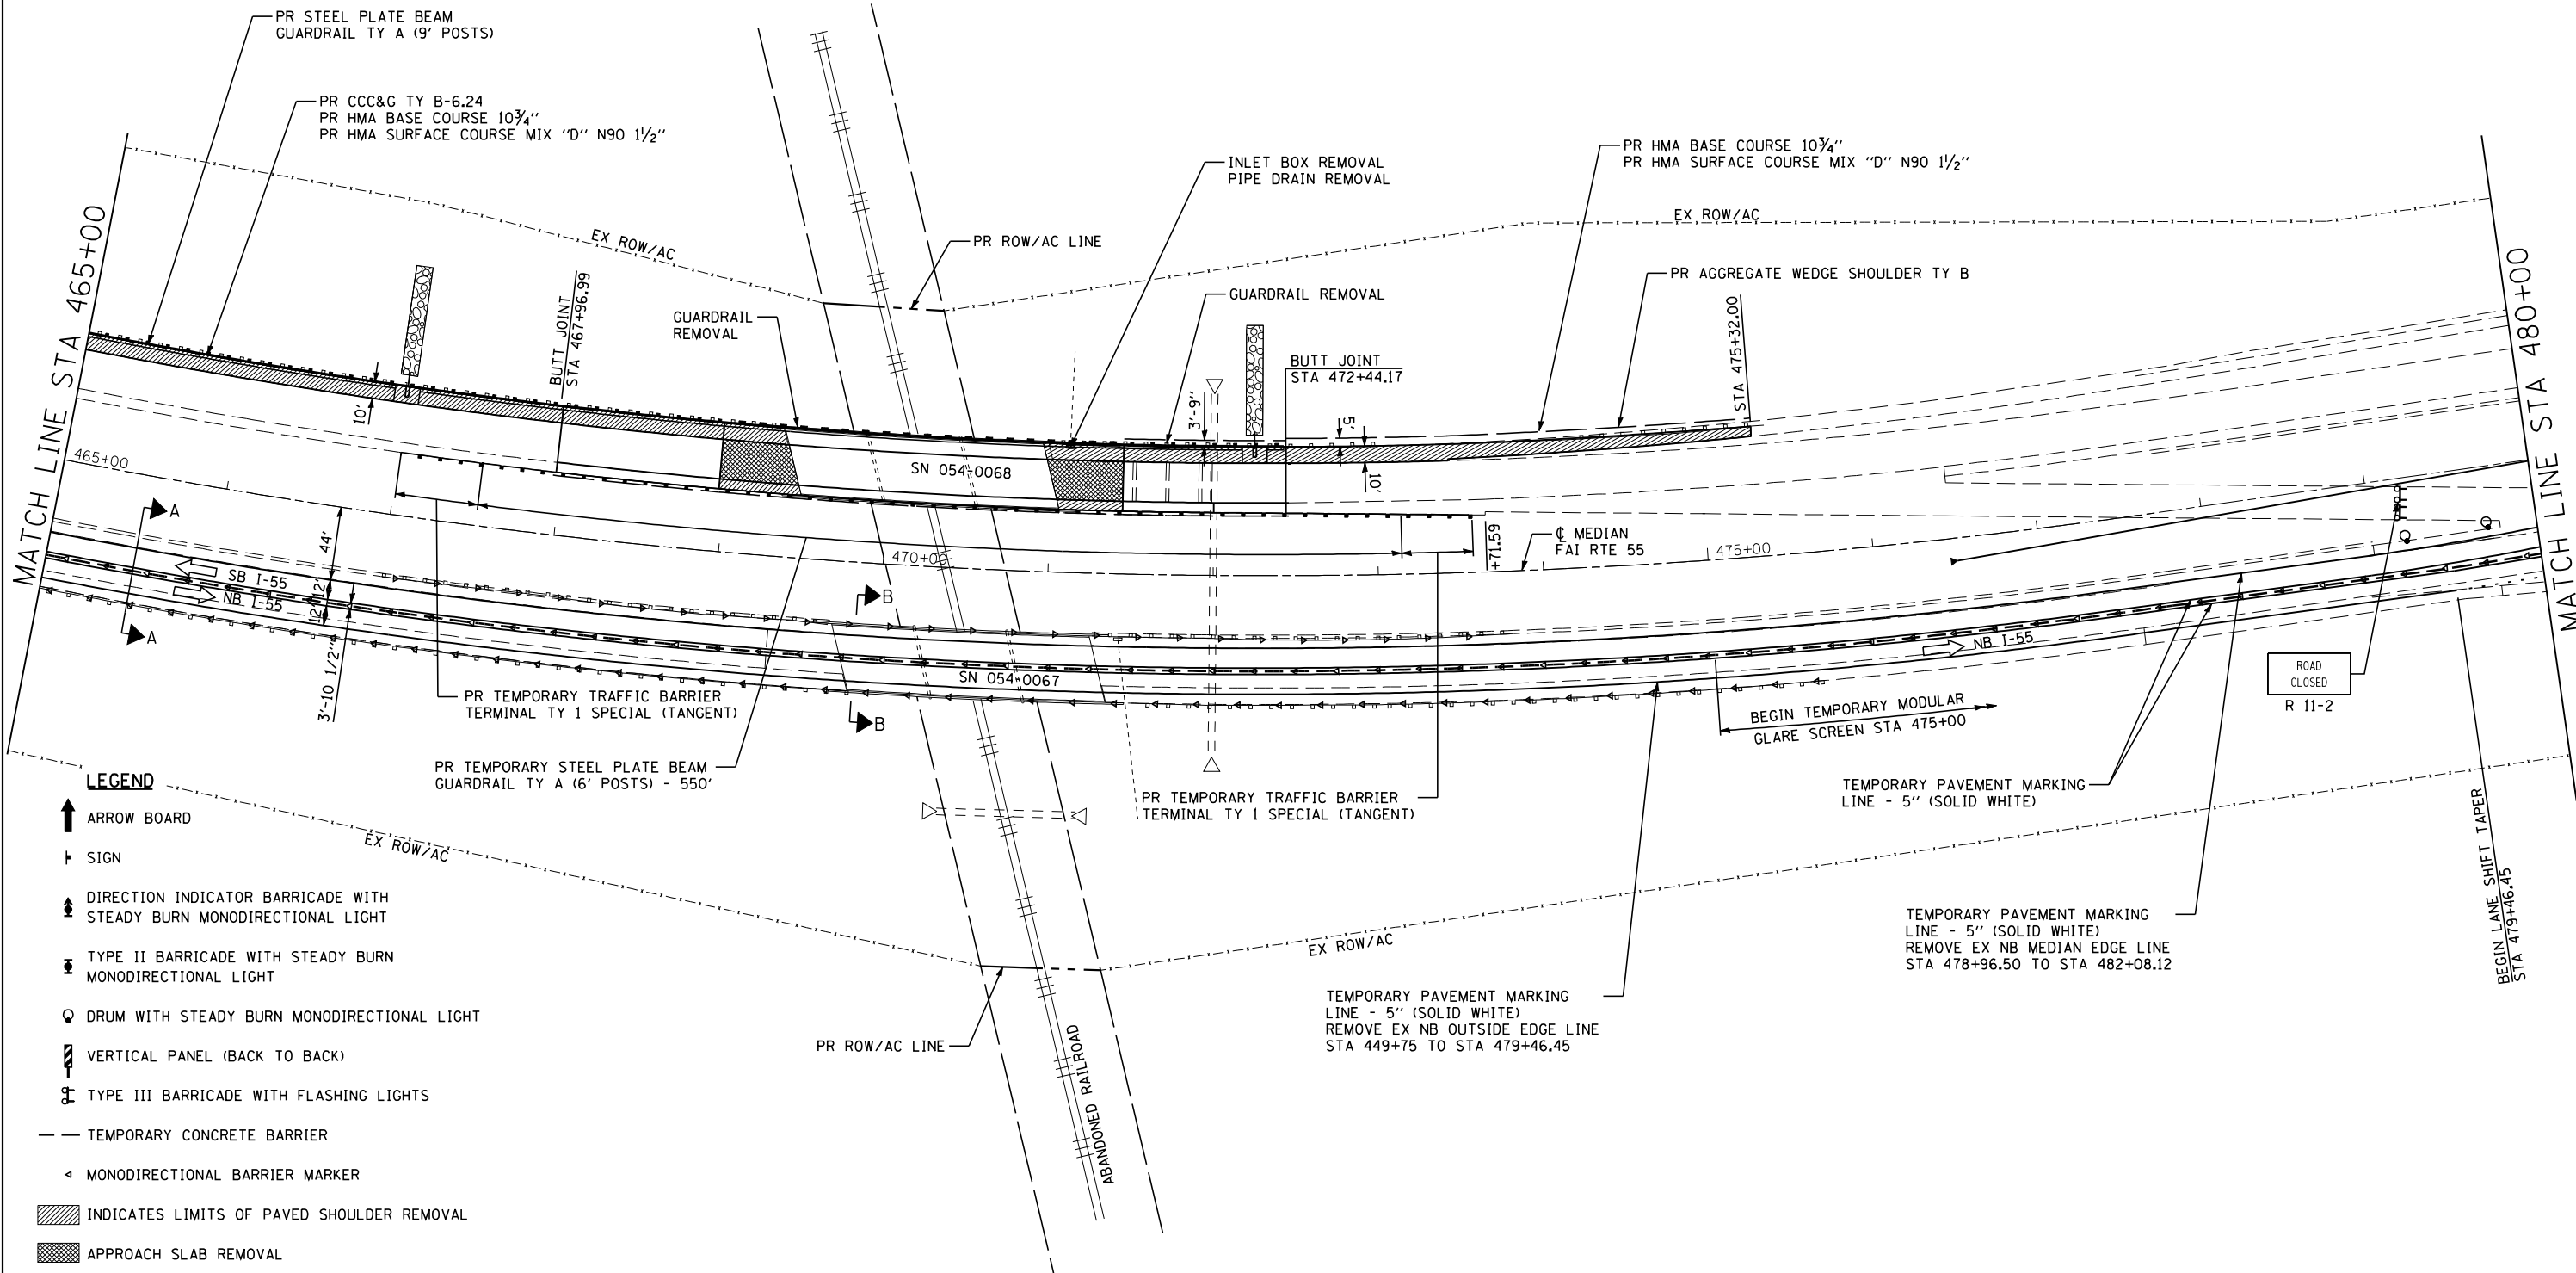 PR STEEL PLATE BEAM
GUARDRAIL TY A (9' POSTS)
PR CCC&G TY B-6.24
PR HMA BASE COURSE 10¾"
PR HMA SURFACE COURSE MIX "D" N90 1½"
INLET BOX REMOVAL
PIPE DRAIN REMOVAL
PR HMA BASE COURSE 10¾"
PR HMA SURFACE COURSE MIX "D" N90 1½"
EX ROW/AC
EX ROW/AC
PR ROW/AC LINE
PR AGGREGATE WEDGE SHOULDER TY B
GUARDRAIL REMOVAL
GUARDRAIL
REMOVAL
MATCH LINE STA 465+00
BUTT JOINT
STA 467+96.99
10'
3'-9"
BUTT JOINT
STA 472+44.17
5'
10'
STA 475+32.00
MATCH LINE STA 480+00
465+00
SN 054-0068
A
A
44'
470+00
+71.59
℄ MEDIAN
FAI RTE 55
475+00
SB I-55
NB I-55
12'
12'
3'-10 1/2"
B
B
SN 054-0067
NB I-55
ROAD
CLOSED
R 11-2
PR TEMPORARY TRAFFIC BARRIER
TERMINAL TY 1 SPECIAL (TANGENT)
BEGIN TEMPORARY MODULAR
GLARE SCREEN STA 475+00
PR TEMPORARY STEEL PLATE BEAM
GUARDRAIL TY A (6' POSTS) - 550'
PR TEMPORARY TRAFFIC BARRIER
TERMINAL TY 1 SPECIAL (TANGENT)
TEMPORARY PAVEMENT MARKING
LINE - 5" (SOLID WHITE)
BEGIN LANE SHIFT TAPER
STA 479+46.45
EX ROW/AC
EX ROW/AC
TEMPORARY PAVEMENT MARKING
LINE - 5" (SOLID WHITE)
REMOVE EX NB MEDIAN EDGE LINE
STA 478+96.50 TO STA 482+08.12
TEMPORARY PAVEMENT MARKING
LINE - 5" (SOLID WHITE)
REMOVE EX NB OUTSIDE EDGE LINE
STA 449+75 TO STA 479+46.45
PR ROW/AC LINE
ABANDONED RAILROAD
LEGEND
ARROW BOARD
SIGN
DIRECTION INDICATOR BARRICADE WITH
STEADY BURN MONODIRECTIONAL LIGHT
TYPE II BARRICADE WITH STEADY BURN
MONODIRECTIONAL LIGHT
DRUM WITH STEADY BURN MONODIRECTIONAL LIGHT
VERTICAL PANEL (BACK TO BACK)
TYPE III BARRICADE WITH FLASHING LIGHTS
TEMPORARY CONCRETE BARRIER
MONODIRECTIONAL BARRIER MARKER
INDICATES LIMITS OF PAVED SHOULDER REMOVAL
APPROACH SLAB REMOVAL